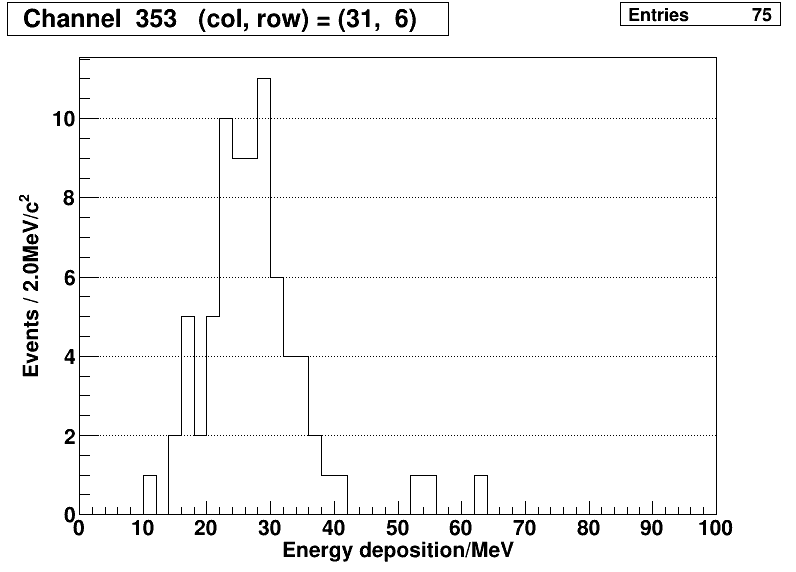 Channel 353 (col, row) = (31, 6)
Entries 75
Events / 2.0MeV/c²
10
8
6
4
2
0
0 10 20 30 40 50 60 70 80 90 100
Energy deposition/MeV